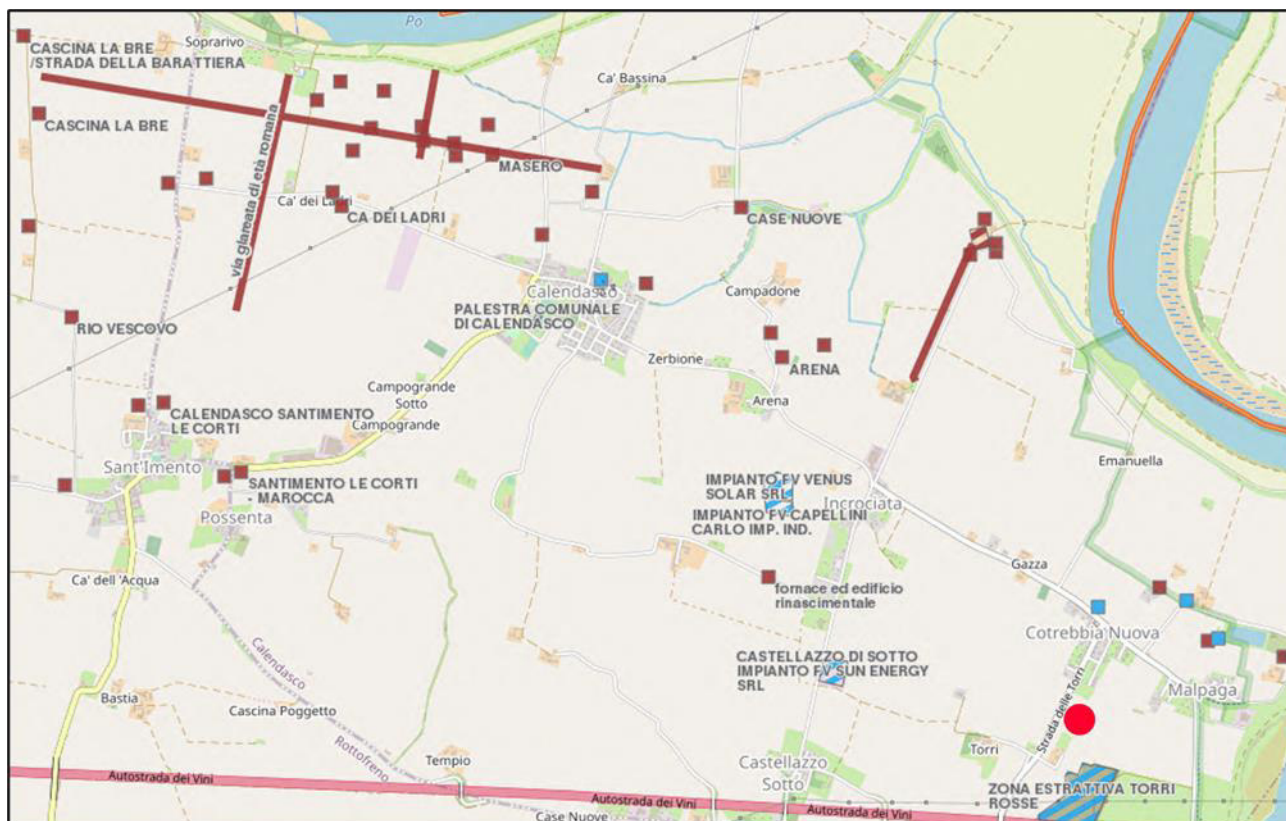 Po
Soprarivo
CASCINA LA BRE
/STRADA DELLA BARATTIERA
Ca' Bassina
CASCINA LA BRE
via glareata di età romana
MASERO
Ca' dei Ladri
CA DEI LADRI
CASE NUOVE
Calendasco
Campadone
PALESTRA COMUNALE
DI CALENDASCO
RIO VESCOVO
Zerbione
ARENA
Campogrande
Sotto
Arena
CALENDASCO SANTIMENTO
LE CORTI
Campogrande
Sant'Imento
Emanuella
SANTIMENTO LE CORTI
- MAROCCA
IMPIANTO FV VENUS
SOLAR SRL
Incrociata
Possenta
IMPIANTO FV CAPELLINI
CARLO IMP. IND.
Gazza
Ca' dell'Acqua
fornace ed edificio
rinascimentale
Cotrebbia Nuova
Calendasco
CASTELLAZZO DI SOTTO
IMPIANTO FV SUN ENERGY
SRL
Malpaga
Bastia
Cascina Poggetto
Strada delle Torri
Rottofreno
Tempio
Torri
Castellazzo
Sotto
Autostrada dei Vini
ZONA ESTRATTIVA TORRI
ROSSE
Autostrada dei Vini
Autostrada dei Vini
Case Nuove